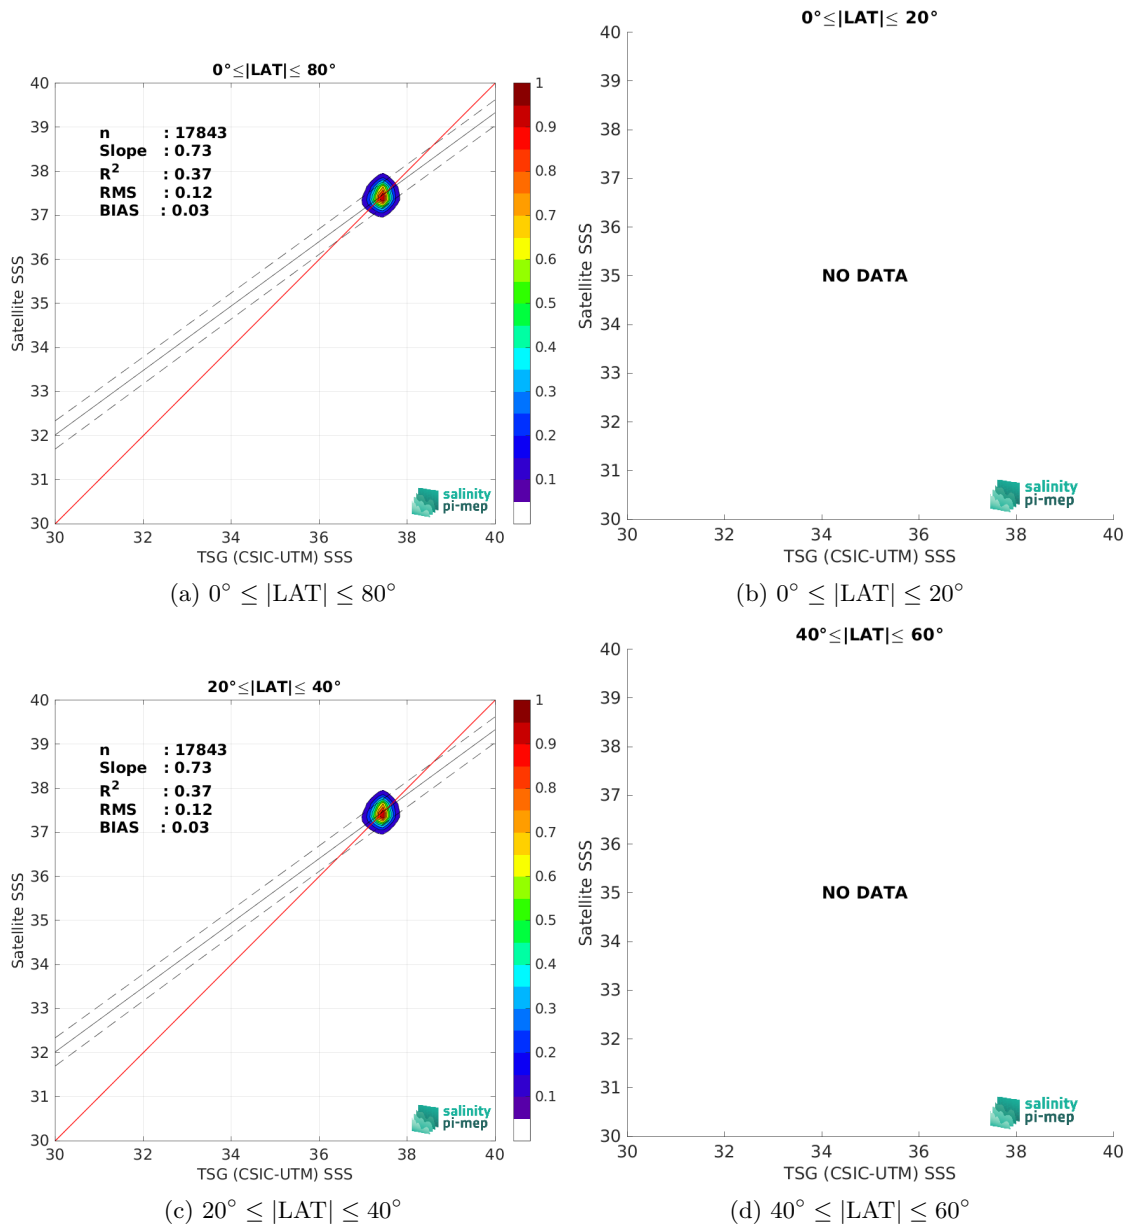 0°≤|LAT|≤ 80°
40
39
38
37
36
35
34
33
32
31
30
Satellite SSS
n : 17843
Slope : 0.73
R² : 0.37
RMS : 0.12
BIAS : 0.03
salinity
pi-mep
30 32 34 36 38 40
TSG (CSIC-UTM) SSS
1
0.9
0.8
0.7
0.6
0.5
0.4
0.3
0.2
0.1
(a) 0° ≤ |LAT| ≤ 80°
0°≤|LAT|≤ 20°
40
39
38
37
36
35
34
33
32
31
30
Satellite SSS
NO DATA
salinity
pi-mep
30 32 34 36 38 40
TSG (CSIC-UTM) SSS
(b) 0° ≤ |LAT| ≤ 20°
20°≤|LAT|≤ 40°
40
39
38
37
36
35
34
33
32
31
30
Satellite SSS
n : 17843
Slope : 0.73
R² : 0.37
RMS : 0.12
BIAS : 0.03
salinity
pi-mep
30 32 34 36 38 40
TSG (CSIC-UTM) SSS
1
0.9
0.8
0.7
0.6
0.5
0.4
0.3
0.2
0.1
(c) 20° ≤ |LAT| ≤ 40°
40°≤|LAT|≤ 60°
40
39
38
37
36
35
34
33
32
31
30
Satellite SSS
NO DATA
salinity
pi-mep
30 32 34 36 38 40
TSG (CSIC-UTM) SSS
(d) 40° ≤ |LAT| ≤ 60°